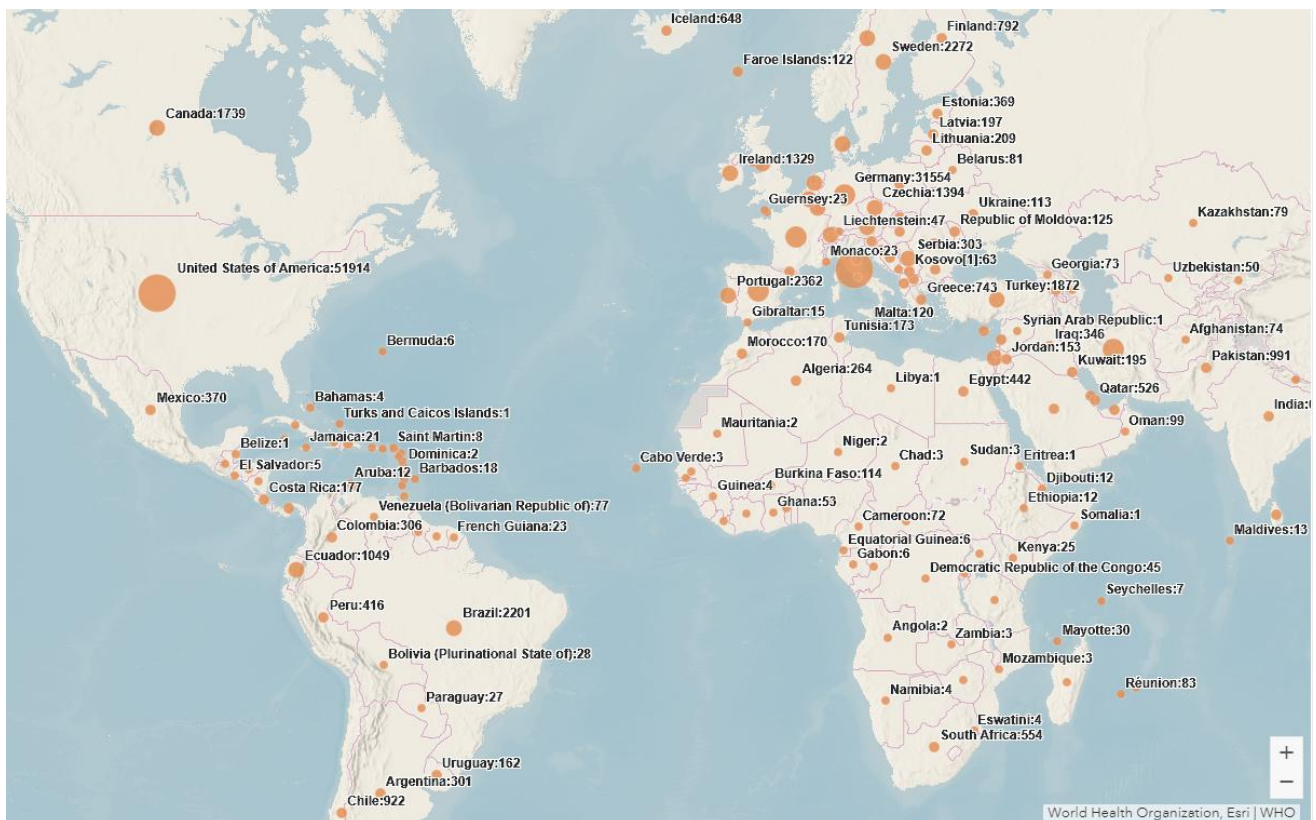 Iceland:648
Finland:792
Sweden:2272
Faroe Islands:122
Canada:1739
Estonia:369
Latvia:197
Lithuania:209
Ireland:1329
Belarus:81
Germany:31554
Czechia:1394
Guernsey:23
Ukraine:113
Liechtenstein:47
Republic of Moldova:125
Kazakhstan:79
Serbia:303
Monaco:23
Kosovo[1]:63
Georgia:73
Uzbekistan:50
United States of America:51914
Portugal:2362
Greece:743
Turkey:1872
Gibraltar:15
Malta:120
Tunisia:173
Syrian Arab Republic:1
Afghanistan:74
Iraq:346
Bermuda:6
Morocco:170
Jordan:153
Kuwait:195
Pakistan:991
Algeria:264
Libya:1
Egypt:442
Qatar:526
Mexico:370
Bahamas:4
Turks and Caicos Islands:1
Mauritania:2
Oman:99
India:
Belize:1
Jamaica:21
Saint Martin:8
Niger:2
Sudan:3
Dominica:2
Cabo Verde:3
Chad:3
Eritrea:1
El Salvador:5
Aruba:12
Barbados:18
Burkina Faso:114
Djibouti:12
Costa Rica:177
Guinea:4
Ethiopia:12
Venezuela (Bolivarian Republic of):77
Ghana:53
Somalia:1
Colombia:306
French Guiana:23
Cameroon:72
Maldives:13
Equatorial Guinea:6
Ecuador:1049
Gabon:6
Kenya:25
Democratic Republic of the Congo:45
Seychelles:7
Peru:416
Brazil:2201
Angola:2
Zambia:3
Mayotte:30
Bolivia (Plurinational State of):28
Mozambique:3
Paraguay:27
Namibia:4
Réunion:83
Eswatini:4
South Africa:554
Uruguay:162
Argentina:301
Chile:922
+
−
World Health Organization, Esri | WHO